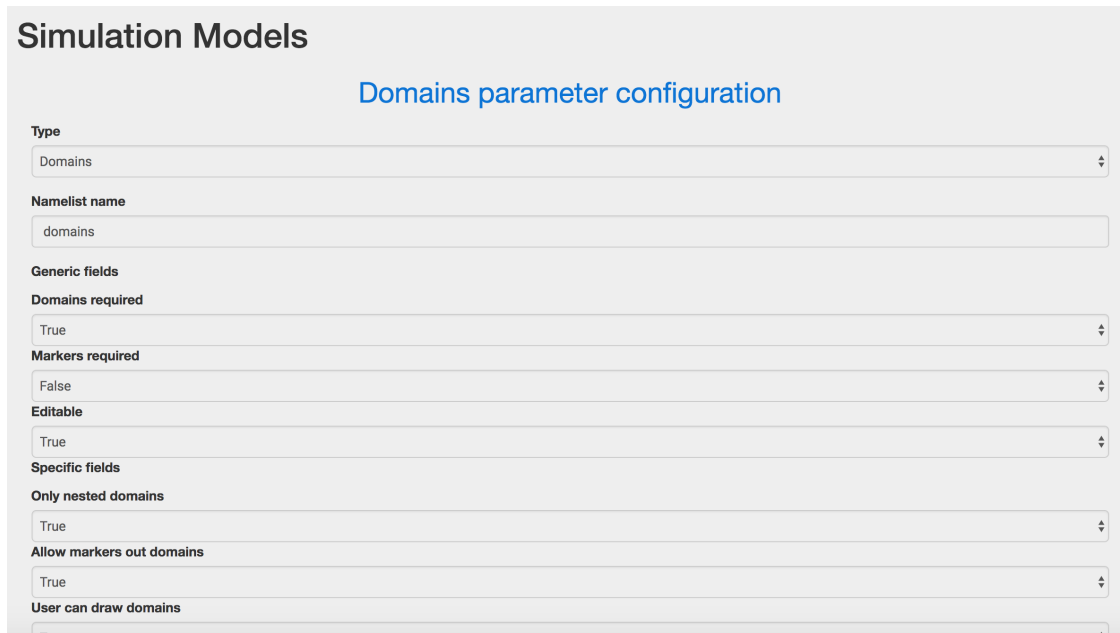 Simulation Models
Domains parameter configuration
Type
Domains
Namelist name
domains
Generic fields
Domains required
True
Markers required
False
Editable
True
Specific fields
Only nested domains
True
Allow markers out domains
True
User can draw domains